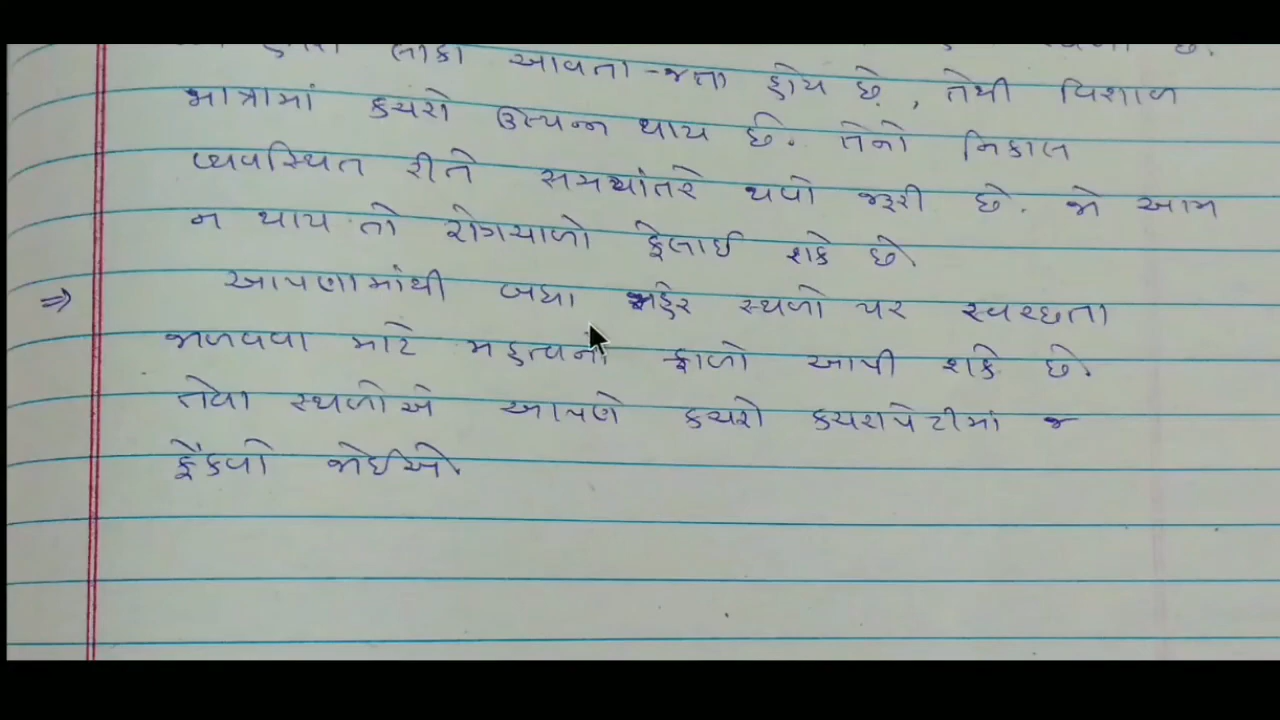 લોકો આવતા-જતા હોય છે, તેથી વિશાળ
માત્રામાં કચરો ઉત્પન્ન થાય છે. તેનો નિકાલ
વ્યવસ્થિત રીતે સમયાંતરે થવો જરૂરી છે. જો આમ
ન થાય તો રોગચાળો ફેલાઈ શકે છે.
⇒ આપણામાંથી બધા જાહેર સ્થળો પર સ્વચ્છતા
જાળવવા માટે મહત્વનો ફાળો આપી શકે છે.
તેવા સ્થળોએ આપણે કચરો કચરાપેટીમાં જ
ફેંકવો જોઈએ.